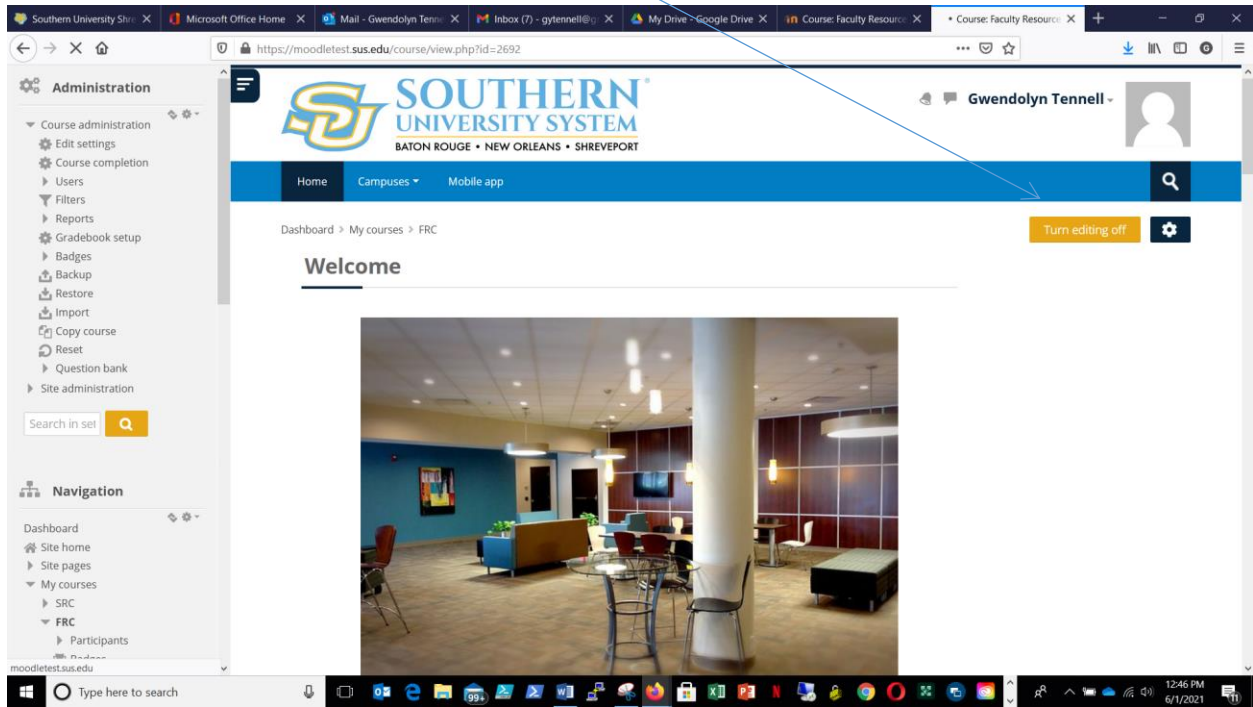 Southern University Shre
Microsoft Office Home
Mail - Gwendolyn Tenne
Inbox (7) - gytennell@g
My Drive - Google Drive
Course: Faculty Resource
• Course: Faculty Resource
https://moodletest.sus.edu/course/view.php?id=2692
Administration
Course administration
Edit settings
Course completion
Users
Filters
Reports
Gradebook setup
Badges
Backup
Restore
Import
Copy course
Reset
Question bank
Site administration
Search in set
Navigation
Dashboard
Site home
Site pages
My courses
SRC
FRC
Participants
Badges
moodletest.sus.edu
SU
SOUTHERN®
UNIVERSITY SYSTEM
BATON ROUGE • NEW ORLEANS • SHREVEPORT
Gwendolyn Tennell
Home Campuses Mobile app
Dashboard > My courses > FRC
Turn editing off
Welcome
Type here to search
99+
12:46 PM
6/1/2021
11